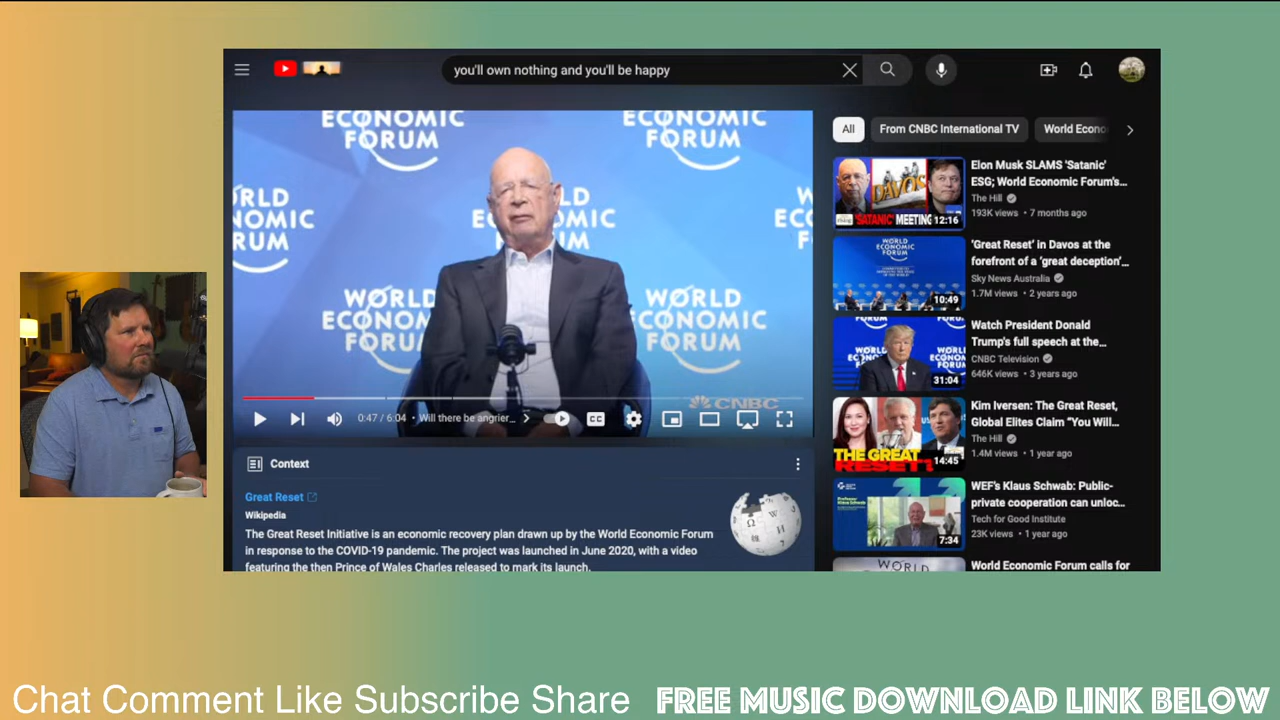 you'll own nothing and you'll be happy
ECONOMIC
FORUM
ECONOMIC
FORUM
WORLD
ECONOMIC
FORUM
WORLD
ECONOMIC
FORUM
CNBC
0:47 / 6:04 • Will there be angrier...
CC
Context
Great Reset
Wikipedia
The Great Reset Initiative is an economic recovery plan drawn up by the World Economic Forum
in response to the COVID-19 pandemic. The project was launched in June 2020, with a video
featuring the then Prince of Wales Charles released to mark its launch.
All
From CNBC International TV
World Econo
DAVOS
'SATANIC' MEETING
12:16
Elon Musk SLAMS 'Satanic'
ESG; World Economic Forum's...
The Hill
193K views • 7 months ago
10:49
'Great Reset' in Davos at the
forefront of a 'great deception'...
Sky News Australia
1.7M views • 2 years ago
31:04
Watch President Donald
Trump's full speech at the...
CNBC Television
646K views • 3 years ago
THE GREAT
RESET
14:45
Kim Iversen: The Great Reset,
Global Elites Claim “You Will...
The Hill
1.4M views • 1 year ago
7:34
WEF's Klaus Schwab: Public-
private cooperation can unloc...
Tech for Good Institute
23K views • 1 year ago
WORLD
World Economic Forum calls for
Chat Comment Like Subscribe Share
FREE MUSIC DOWNLOAD LINK BELOW